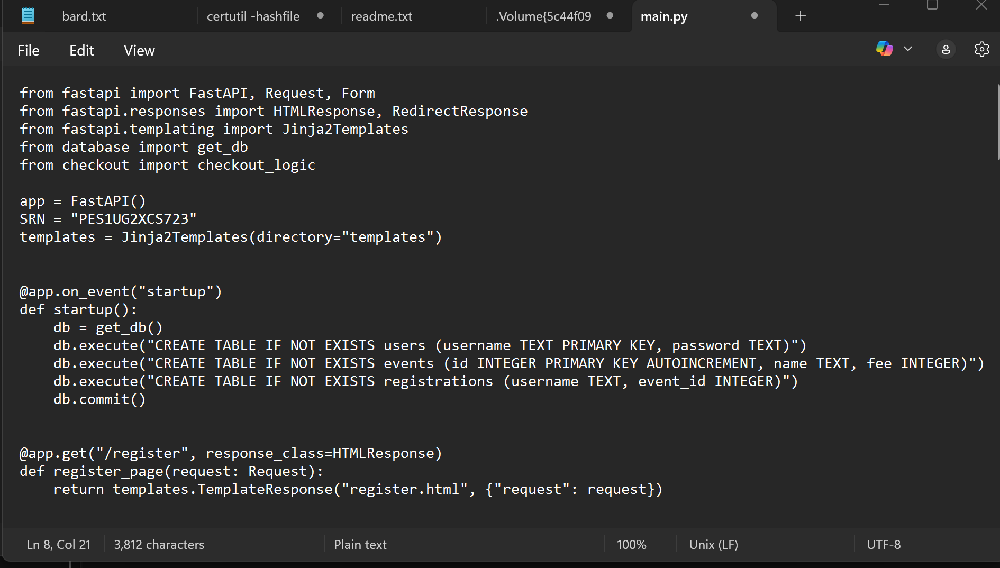 bard.txt
certutil -hashfile
readme.txt
.Volume{5c44f09
main.py
File
Edit
View
from fastapi import FastAPI, Request, Form
from fastapi.responses import HTMLResponse, RedirectResponse
from fastapi.templating import Jinja2Templates
from database import get_db
from checkout import checkout_logic
app = FastAPI()
SRN = "PES1UG2XCS723"
templates = Jinja2Templates(directory="templates")
@app.on_event("startup")
def startup():
    db = get_db()
    db.execute("CREATE TABLE IF NOT EXISTS users (username TEXT PRIMARY KEY, password TEXT)")
    db.execute("CREATE TABLE IF NOT EXISTS events (id INTEGER PRIMARY KEY AUTOINCREMENT, name TEXT, fee INTEGER)")
    db.execute("CREATE TABLE IF NOT EXISTS registrations (username TEXT, event_id INTEGER)")
    db.commit()
@app.get("/register", response_class=HTMLResponse)
def register_page(request: Request):
    return templates.TemplateResponse("register.html", {"request": request})
Ln 8, Col 21
3,812 characters
Plain text
100%
Unix (LF)
UTF-8